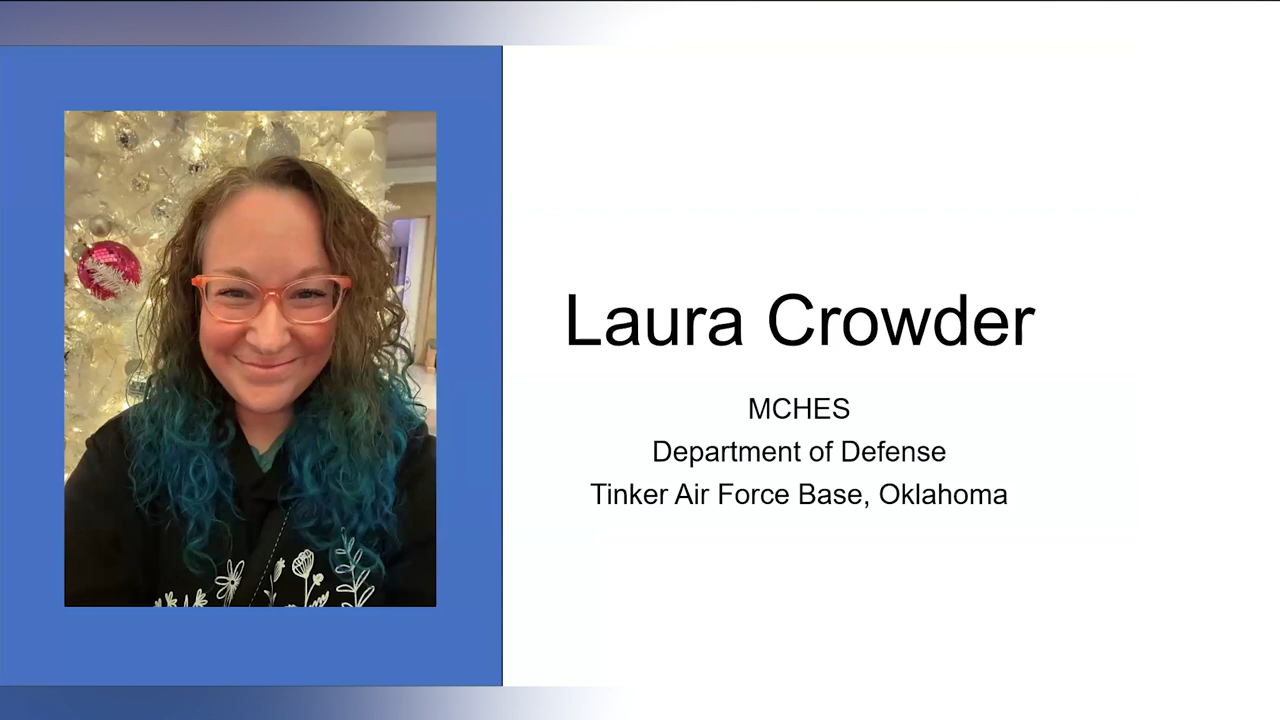 Laura Crowder
MCHES
Department of Defense
Tinker Air Force Base, Oklahoma